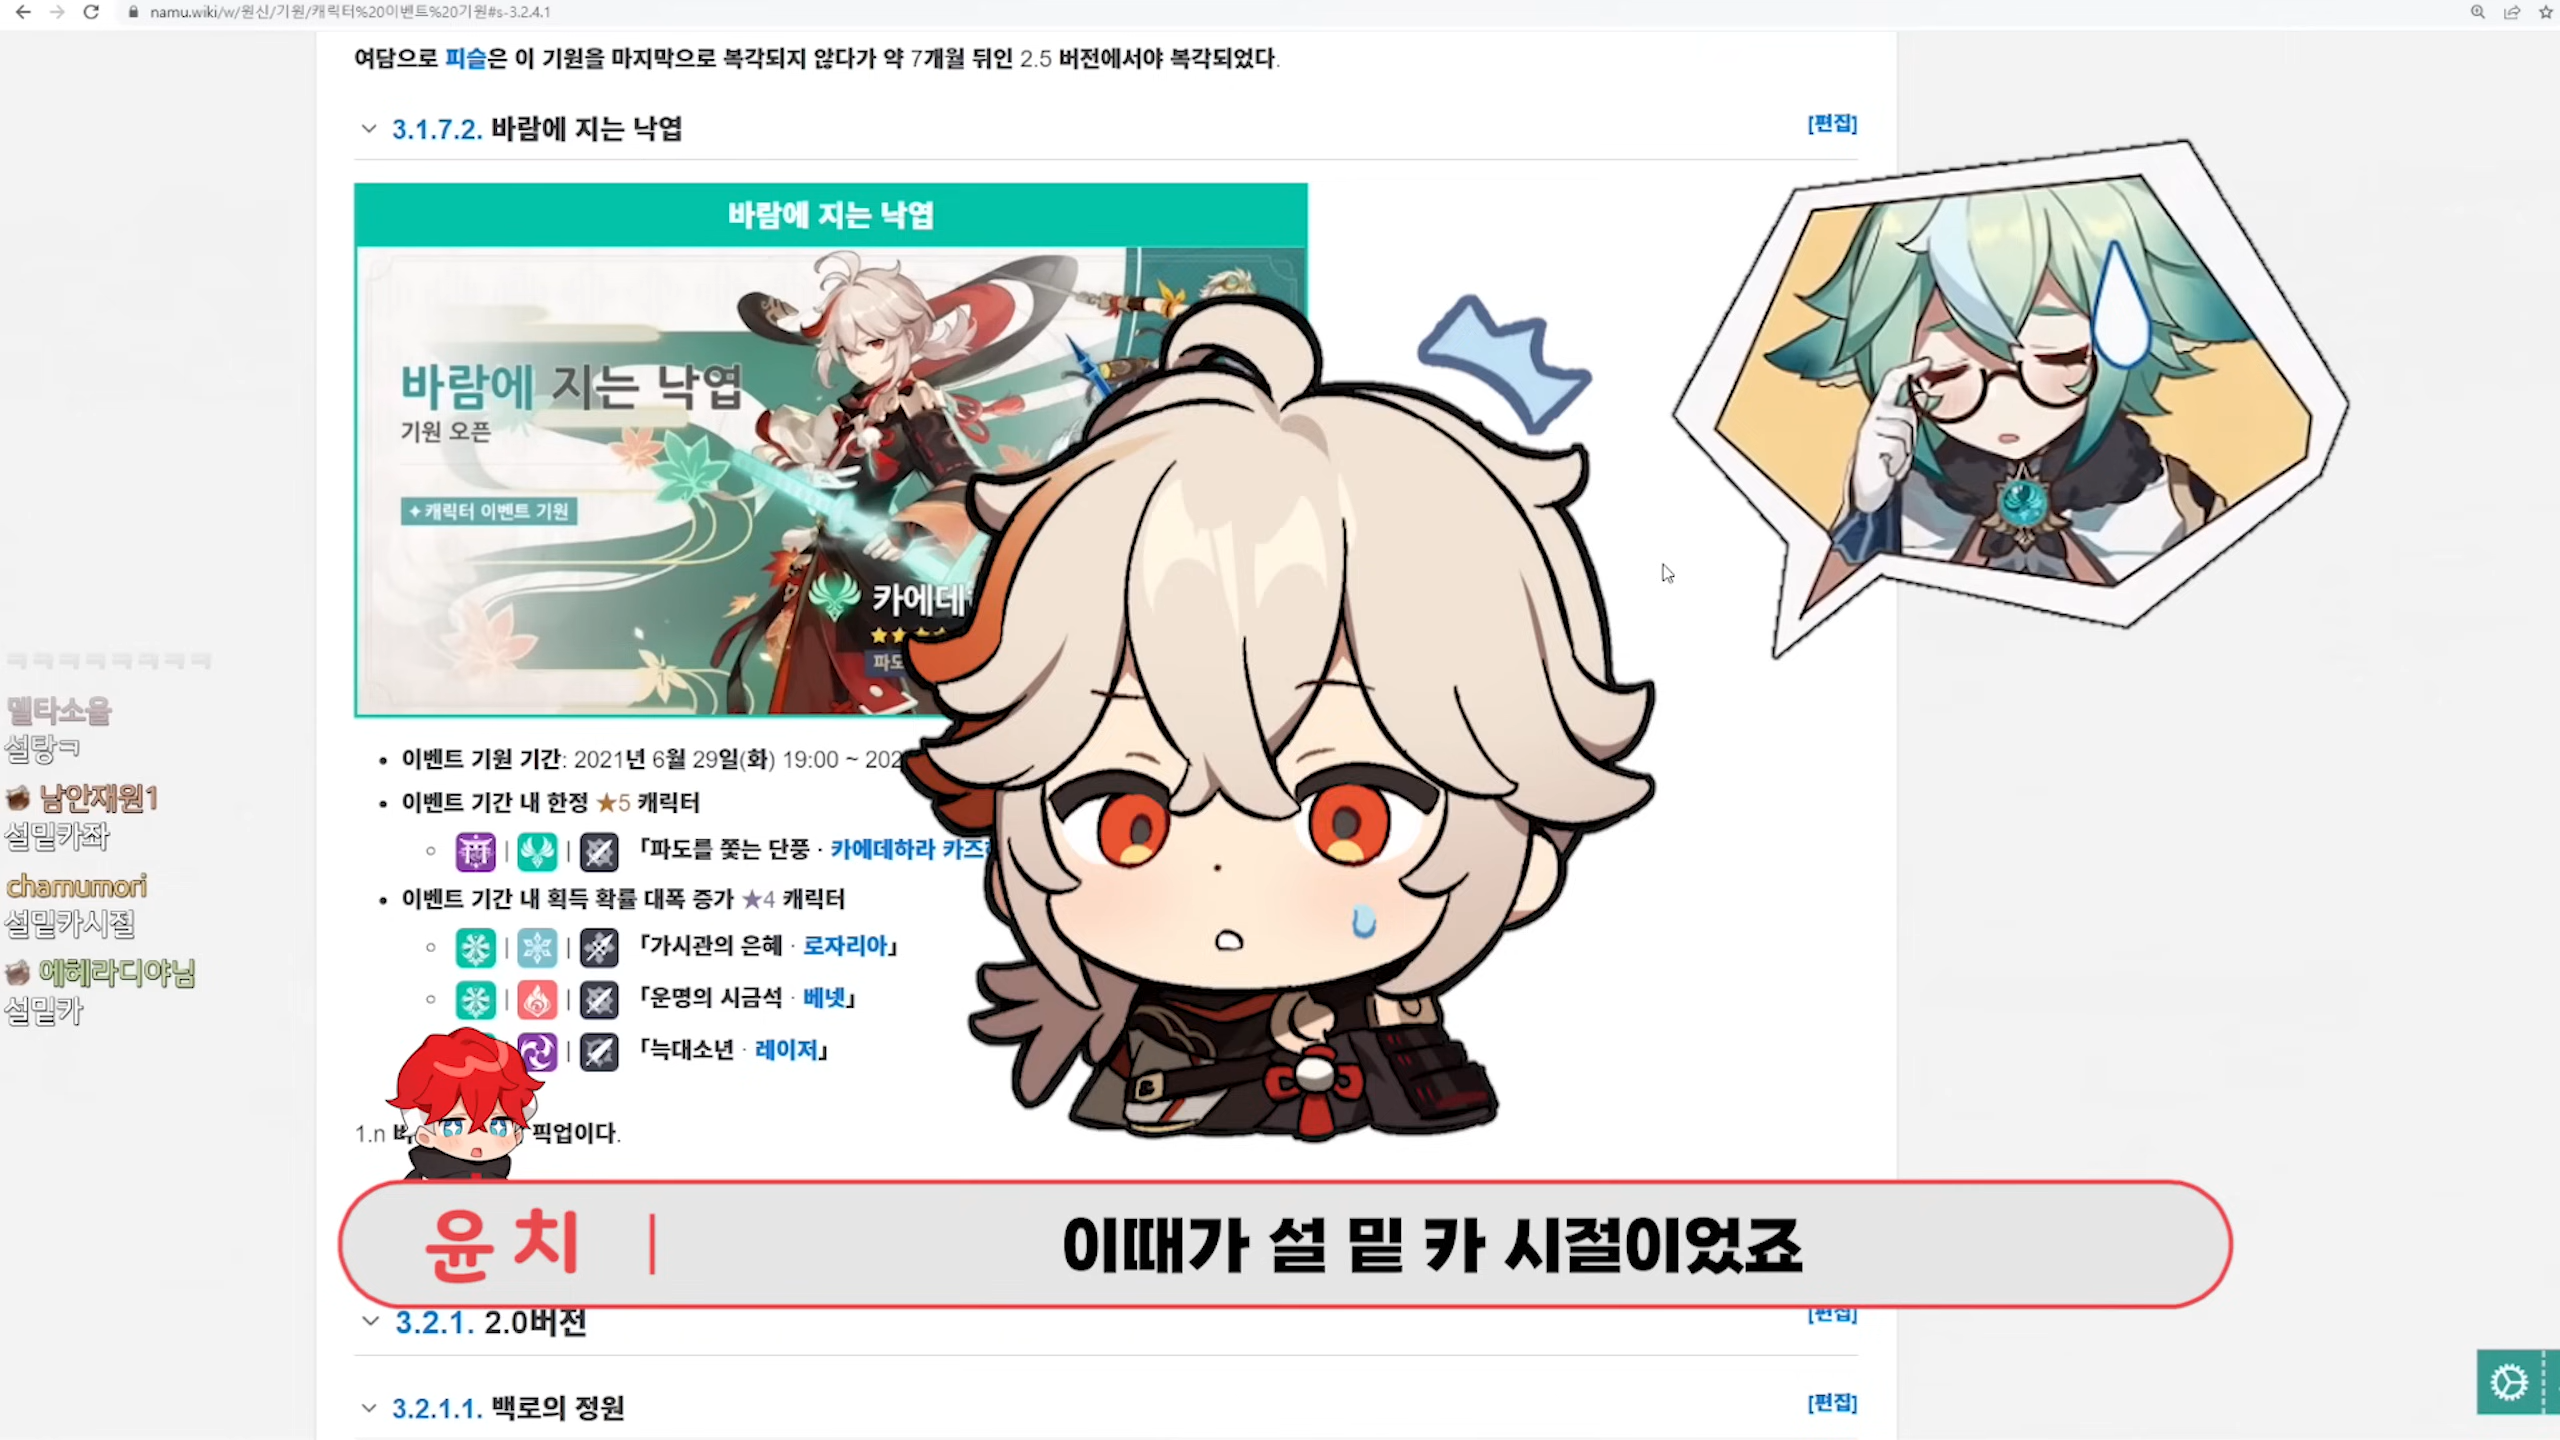 namu.wiki/w/원신/기원/캐릭터%20이벤트%20기원#s-3.2.4.1
여담으로 피슬은 이 기원을 마지막으로 복각되지 않다가 약 7개월 뒤인 2.5 버전에서야 복각되었다.
3.1.7.2. 바람에 지는 낙엽
[편집]
바람에 지는 낙엽
바람에 지는 낙엽
기원 오픈
✦캐릭터 이벤트 기원
카에데
파도
이벤트 기원 기간: 2021년 6월 29일(화) 19:00 ~ 202
이벤트 기간 내 한정 ★5 캐릭터
「파도를 쫓는 단풍 · 카에데하라 카즈
이벤트 기간 내 획득 확률 대폭 증가 ★4 캐릭터
「가시관의 은혜 · 로자리아」
「운명의 시금석 · 베넷」
「늑대소년 · 레이저」
1.n 픽업이다.
ㅋㅋㅋㅋㅋㅋㅋㅋ
델타소울
설탕ㅋ
남안재원1
설밑카좌
chamumori
설밑카시절
에헤라디야님
설밑카
윤치
이때가 설 밑 카 시절이었죠
3.2.1. 2.0버전
[편집]
3.2.1.1. 백로의 정원
[편집]